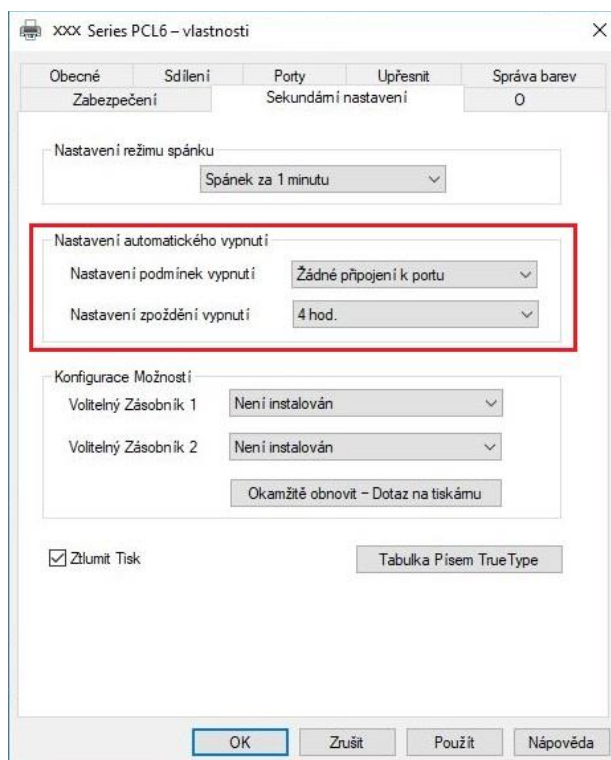 xxx Series PCL6 – vlastnosti
Obecné Sdílení Porty Upřesnit Správa barev
Zabezpečení Sekundární nastavení O
Nastavení režimu spánku
Spánek za 1 minutu
Nastavení automatického vypnutí
Nastavení podmínek vypnutí Žádné připojení k portu
Nastavení zpoždění vypnutí 4 hod.
Konfigurace Možností
Volitelný Zásobník 1 Není instalován
Volitelný Zásobník 2 Není instalován
Okamžitě obnovit – Dotaz na tiskárnu
Ztlumit Tisk Tabulka Písem TrueType
OK Zrušit Použít Nápověda